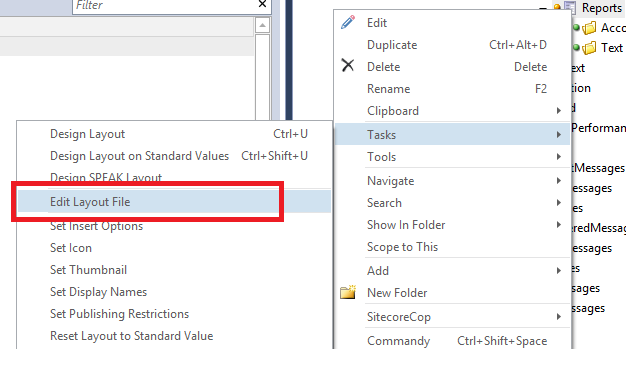 Filter
Edit
Duplicate Ctrl+Alt+D
Delete Delete
Rename F2
Clipboard
Tasks
Tools
Navigate
Search
Show In Folder
Scope to This
Add
New Folder
SitecoreCop
Commandy Ctrl+Shift+Space
Design Layout Ctrl+U
Design Layout on Standard Values Ctrl+Shift+U
Design SPEAK Layout
Edit Layout File
Set Insert Options
Set Icon
Set Thumbnail
Set Display Names
Set Publishing Restrictions
Reset Layout to Standard Value
Reports
Acco
Text
ext
tion
d
Performanc
tMessages
essages
es
eredMessag
essages
es
ssages
ssages